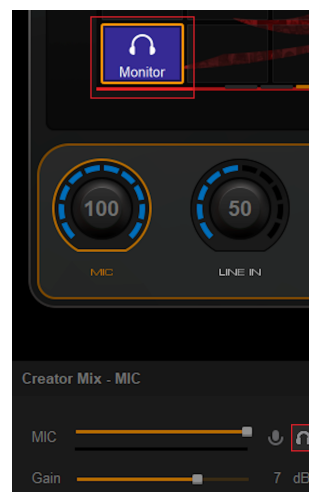 Monitor
100 50
MIC LINE IN
Creator Mix - MIC
MIC
Gain 7 dB